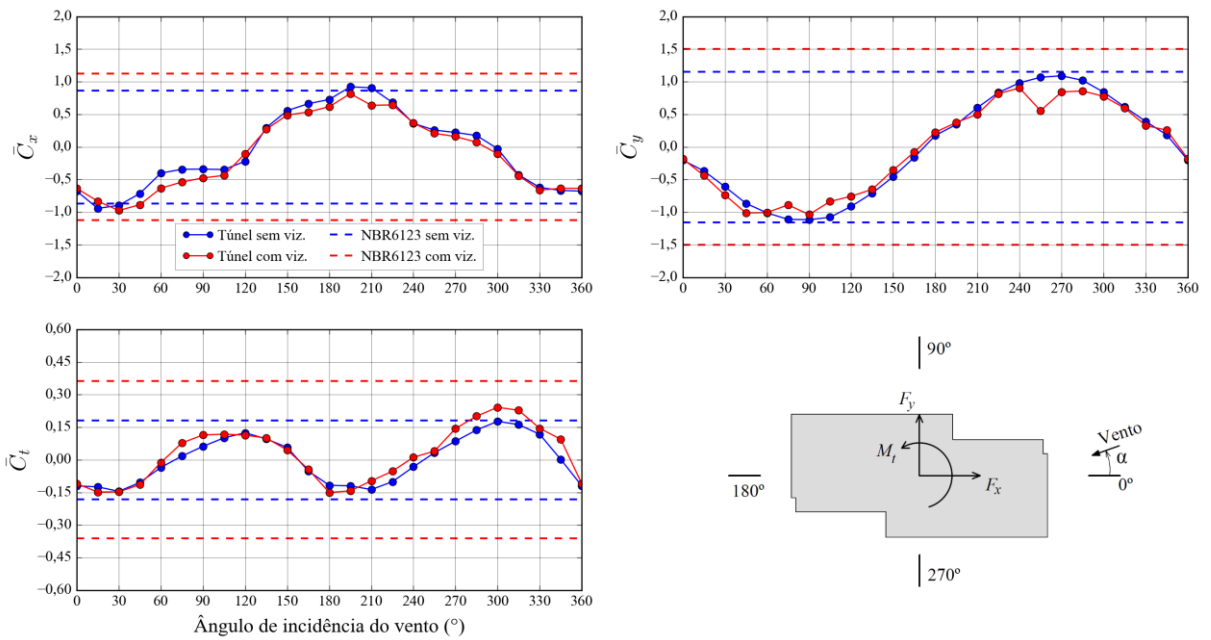 2,0
1,5
1,0
0,5
0,0
−0,5
−1,0
−1,5
−2,0
C̄x
0 30 60 90 120 150 180 210 240 270 300 330 360
Túnel sem viz.
Túnel com viz.
NBR6123 sem viz.
NBR6123 com viz.
2,0
1,5
1,0
0,5
0,0
−0,5
−1,0
−1,5
−2,0
C̄y
0 30 60 90 120 150 180 210 240 270 300 330 360
0,60
0,45
0,30
0,15
0,00
−0,15
−0,30
−0,45
−0,60
C̄t
0 30 60 90 120 150 180 210 240 270 300 330 360
Ângulo de incidência do vento (°)
90º
Fy
Mt
Fx
Vento
α
0º
180º
270º